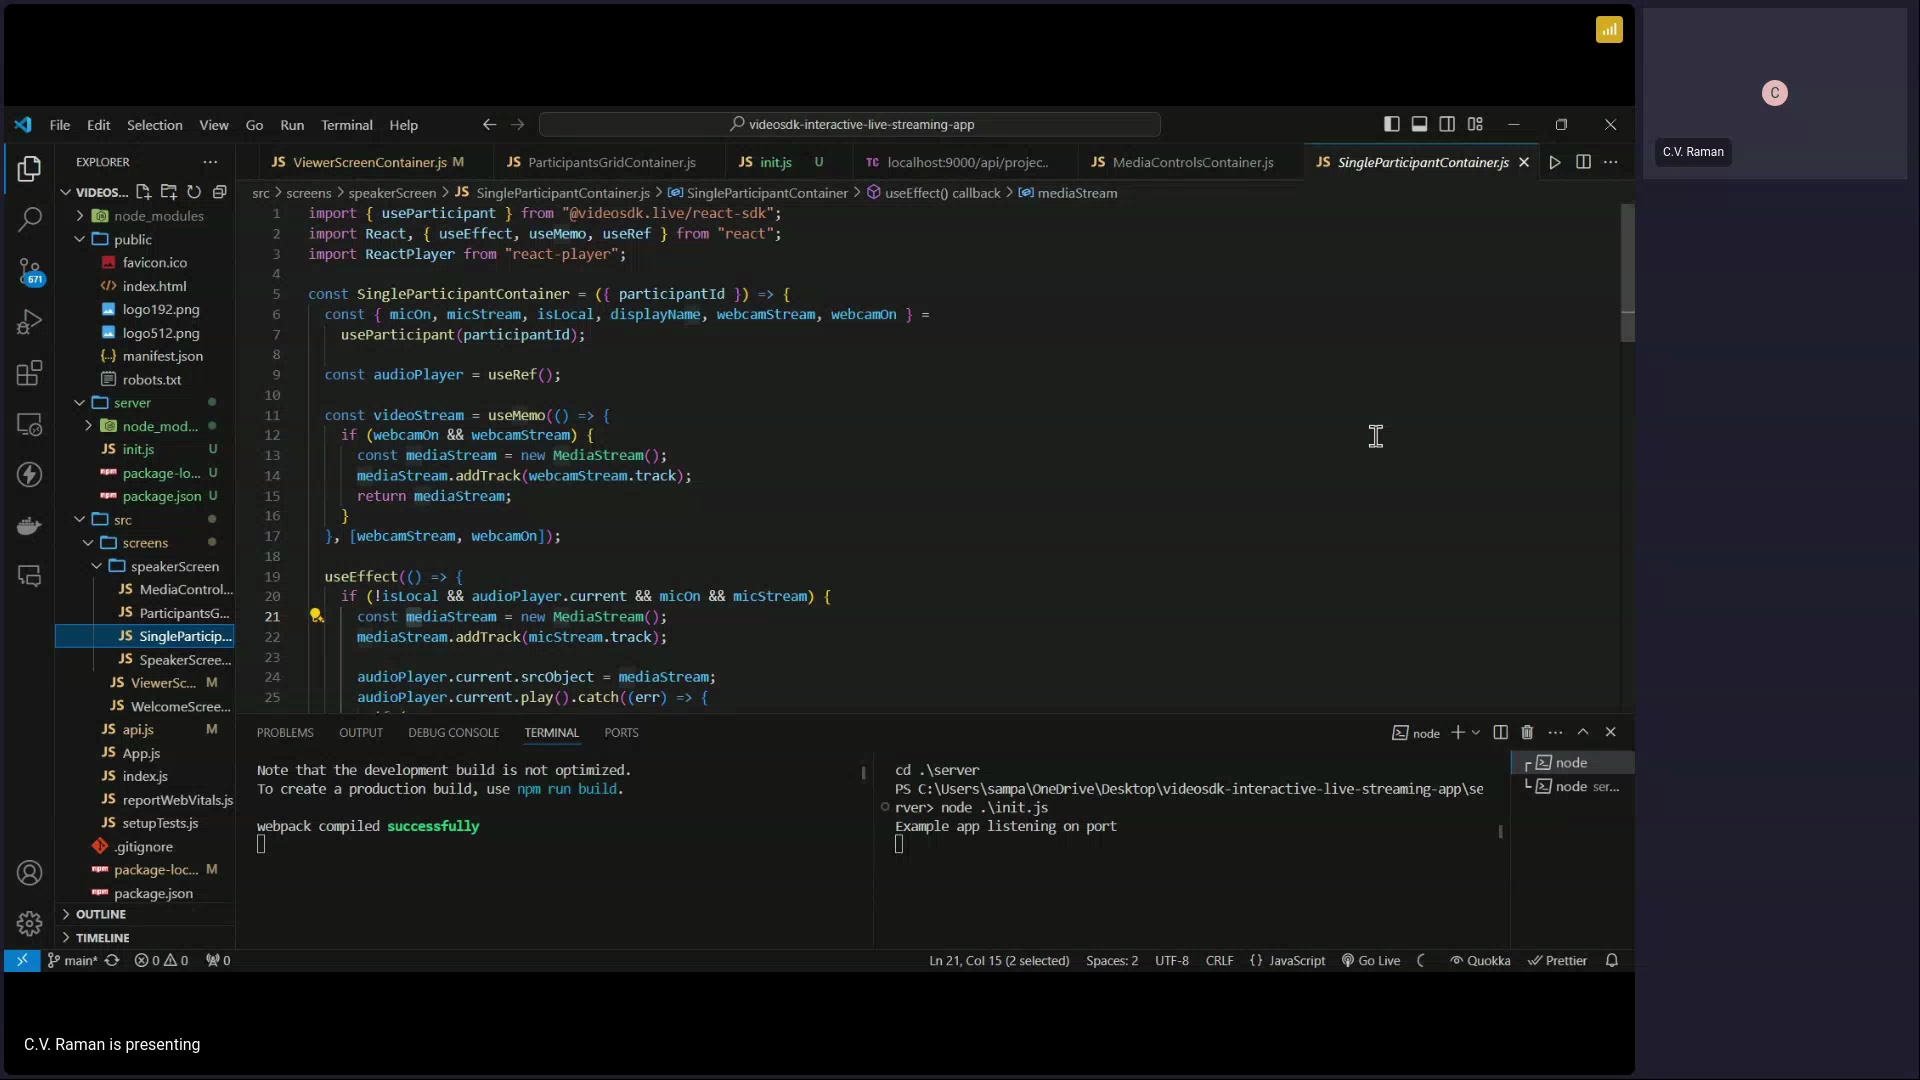 File Edit Selection View Go Run Terminal Help
videosdk-interactive-live-streaming-app
EXPLORER
ViewerScreenContainer.js M
ParticipantsGridContainer.js
init.js U
localhost:9000/api/projec..
MediaControlsContainer.js
SingleParticipantContainer.js
src > screens > speakerScreen > JS SingleParticipantContainer.js > SingleParticipantContainer > useEffect() callback > mediaStream
VIDEOS...
node_modules
public
favicon.ico
index.html
logo192.png
logo512.png
manifest.json
robots.txt
server
node_mod...
init.js U
package-lo... U
package.json U
src
screens
speakerScreen
MediaControl...
ParticipantsG...
SingleParticip...
SpeakerScree...
ViewerSc... M
WelcomeScree...
api.js M
App.js
index.js
reportWebVitals.js
setupTests.js
.gitignore
package-loc... M
package.json
OUTLINE
TIMELINE
671
1 import { useParticipant } from "@videosdk.live/react-sdk";
2 import React, { useEffect, useMemo, useRef } from "react";
3 import ReactPlayer from "react-player";
4
5 const SingleParticipantContainer = ({ participantId }) => {
6 const { micOn, micStream, isLocal, displayName, webcamStream, webcamOn } =
7 useParticipant(participantId);
8
9 const audioPlayer = useRef();
10
11 const videoStream = useMemo(() => {
12 if (webcamOn && webcamStream) {
13 const mediaStream = new MediaStream();
14 mediaStream.addTrack(webcamStream.track);
15 return mediaStream;
16 }
17 }, [webcamStream, webcamOn]);
18
19 useEffect(() => {
20 if (!isLocal && audioPlayer.current && micOn && micStream) {
21 const mediaStream = new MediaStream();
22 mediaStream.addTrack(micStream.track);
23
24 audioPlayer.current.srcObject = mediaStream;
25 audioPlayer.current.play().catch((err) => {
PROBLEMS OUTPUT DEBUG CONSOLE TERMINAL PORTS
node
Note that the development build is not optimized.
To create a production build, use npm run build.
webpack compiled successfully
cd .\server
PS C:\Users\sampa\OneDrive\Desktop\videosdk-interactive-live-streaming-app\se
rver> node .\init.js
Example app listening on port
node
node ser...
main* 0 0 0
Ln 21, Col 15 (2 selected) Spaces: 2 UTF-8 CRLF {} JavaScript Go Live Quokka Prettier
C
C.V. Raman
C.V. Raman is presenting